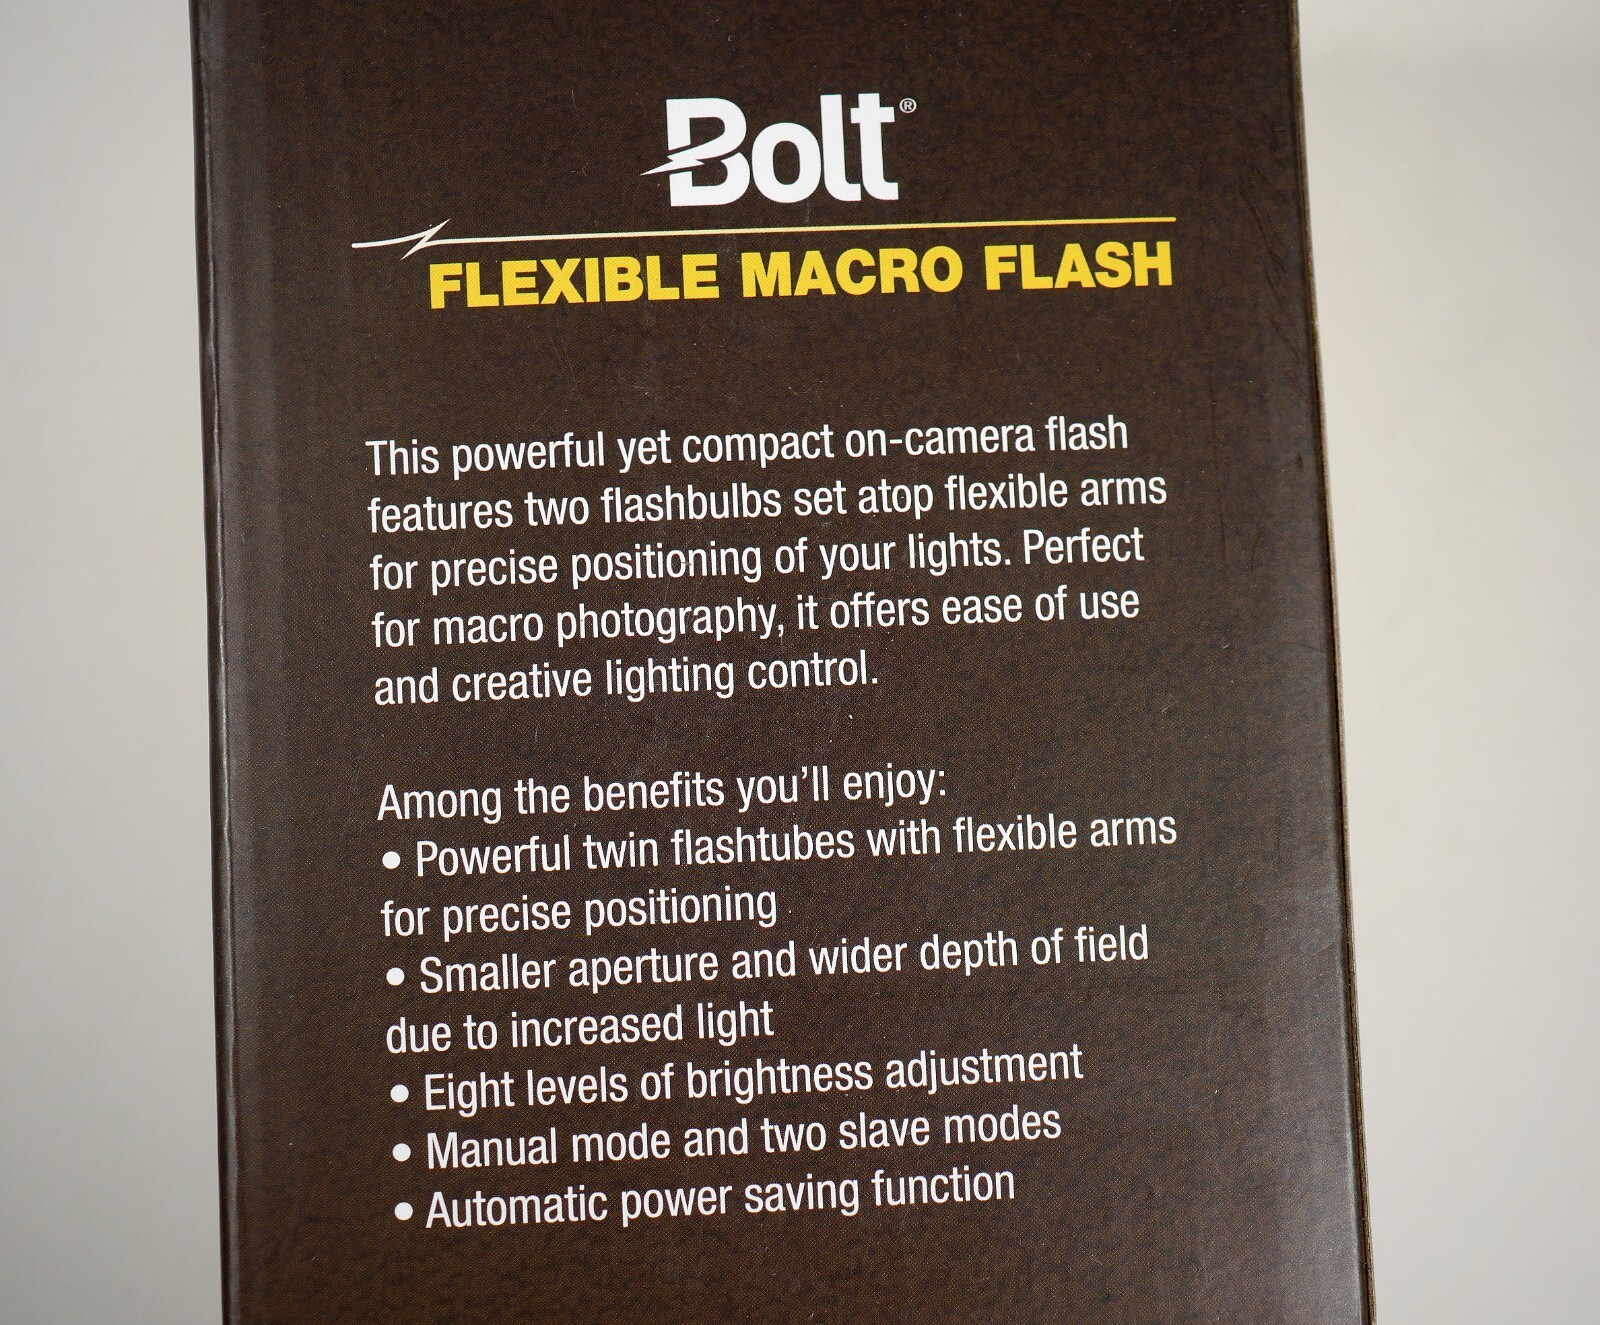 Bolt®
FLEXIBLE MACRO FLASH
This powerful yet compact on-camera flash
features two flashbulbs set atop flexible arms
for precise positioning of your lights. Perfect
for macro photography, it offers ease of use
and creative lighting control.
Among the benefits you'll enjoy:
• Powerful twin flashtubes with flexible arms
for precise positioning
• Smaller aperture and wider depth of field
due to increased light
• Eight levels of brightness adjustment
• Manual mode and two slave modes
• Automatic power saving function